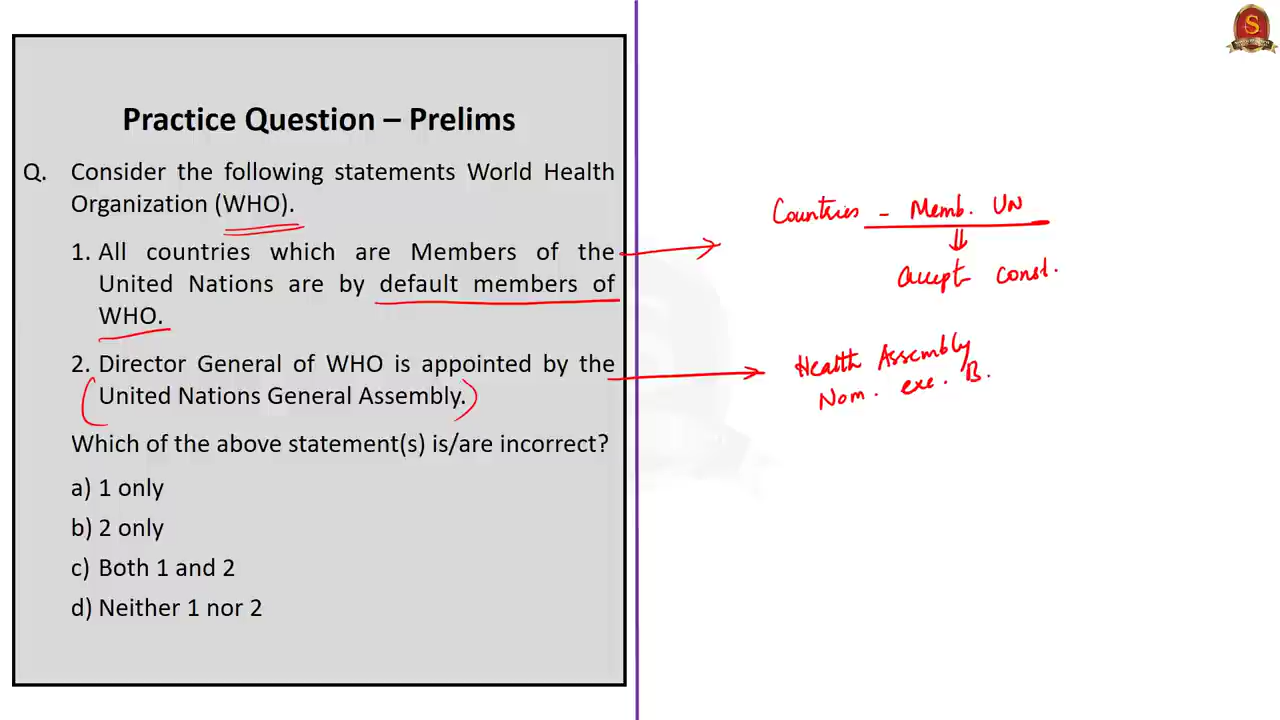 Practice Question – Prelims
Q. Consider the following statements World Health
Organization (WHO).
1. All countries which are Members of the
United Nations are by default members of
WHO.
2. Director General of WHO is appointed by the
United Nations General Assembly.
Which of the above statement(s) is/are incorrect?
a) 1 only
b) 2 only
c) Both 1 and 2
d) Neither 1 nor 2
Countries - Memb. UN
accept const.
Health Assembly
Nom. exe. B.
S